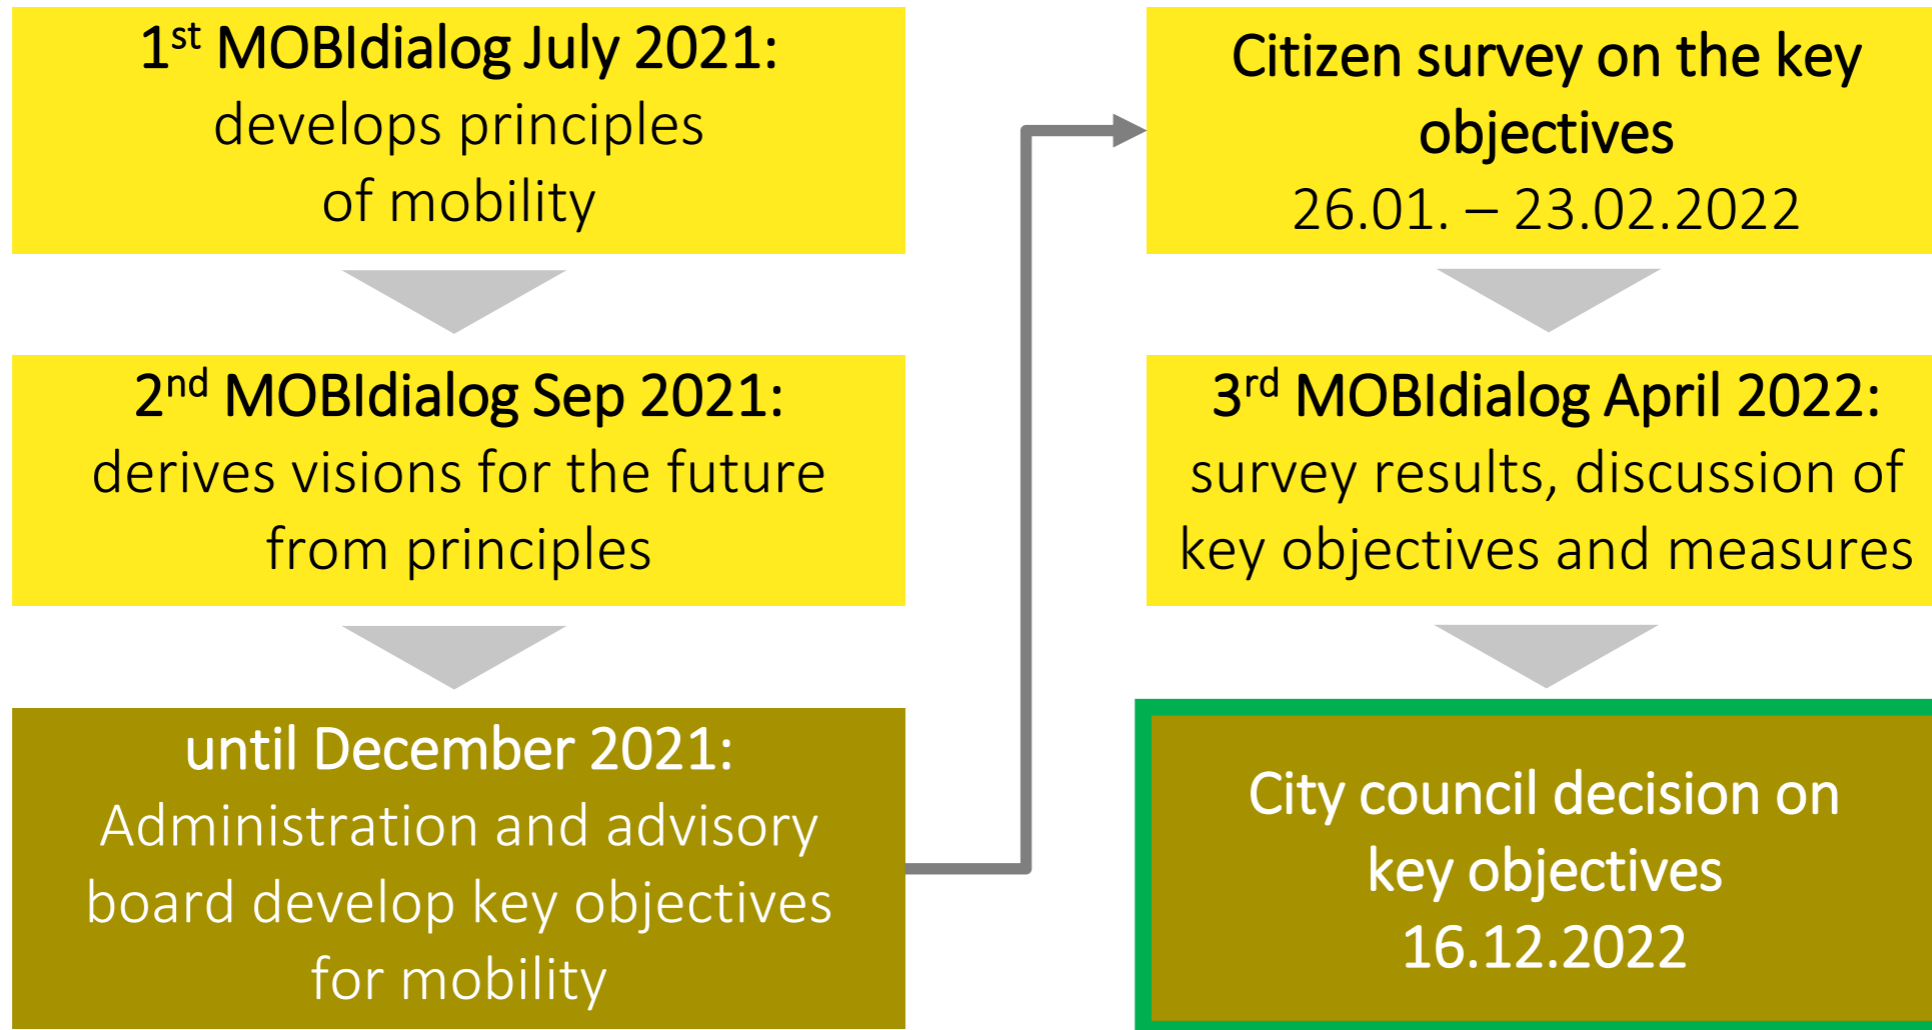 1st MOBIdialog July 2021:
develops principles
of mobility
2nd MOBIdialog Sep 2021:
derives visions for the future
from principles
until December 2021:
Administration and advisory
board develop key objectives
for mobility
Citizen survey on the key
objectives
26.01. – 23.02.2022
3rd MOBIdialog April 2022:
survey results, discussion of
key objectives and measures
City council decision on
key objectives
16.12.2022